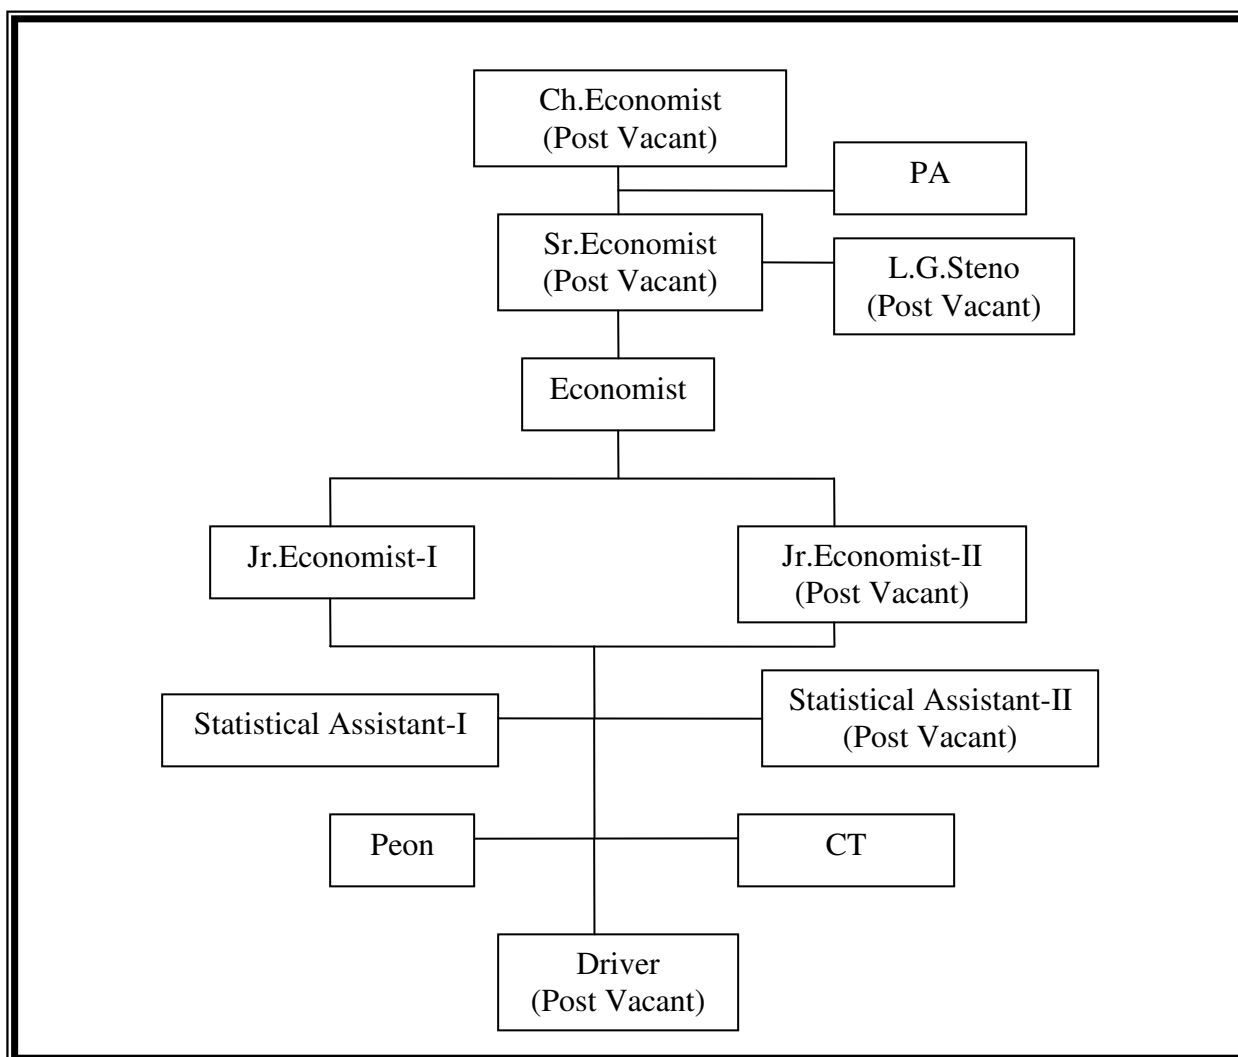 Ch.Economist
(Post Vacant)
PA
Sr.Economist
(Post Vacant)
L.G.Steno
(Post Vacant)
Economist
Jr.Economist-I
Jr.Economist-II
(Post Vacant)
Statistical Assistant-I
Statistical Assistant-II
(Post Vacant)
Peon
CT
Driver
(Post Vacant)